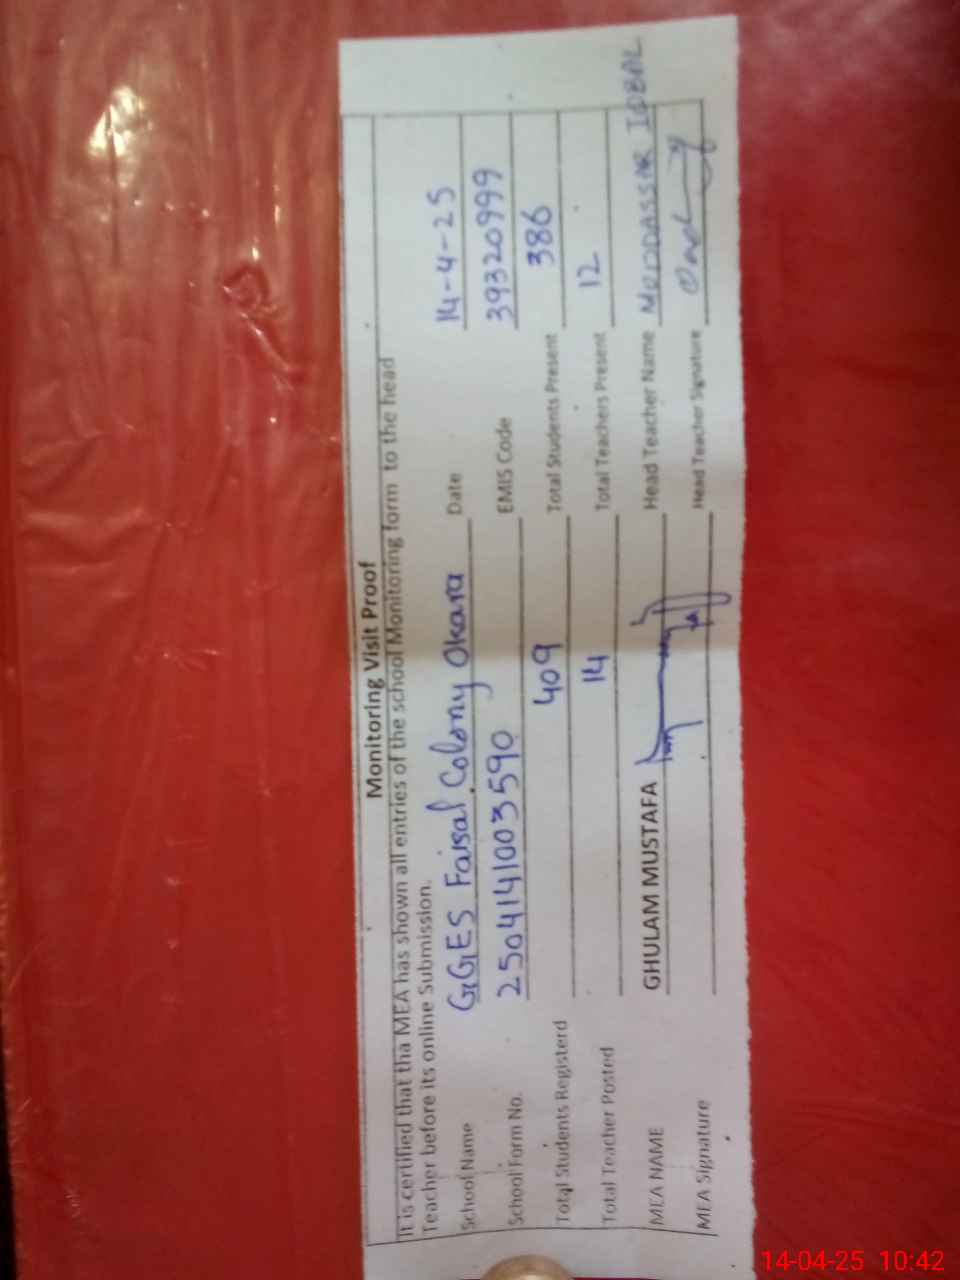 Monitoring Visit Proof
It is certified that tha MEA has shown all entries of the school Monitoring form to the head
Teacher before its online Submission.
School Name GGES Faisal Colony Okara Date 14-4-25
School Form No. 2504141003590 EMIS Code 39320999
Total Students Registerd 409 Total Students Present 386
Total Teacher Posted 14 Total Teachers Present 12
MEA NAME GHULAM MUSTAFA Head Teacher Name MUDDASSAR IQBAL
MEA Signature Head Teacher Signature
14-04-25 10:42